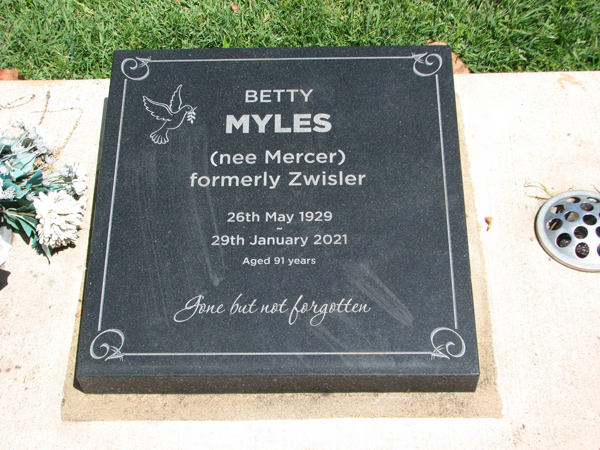 BETTY
MYLES
(nee Mercer)
formerly Zwisler
26th May 1929
~
29th January 2021
Aged 91 years
Gone but not forgotten